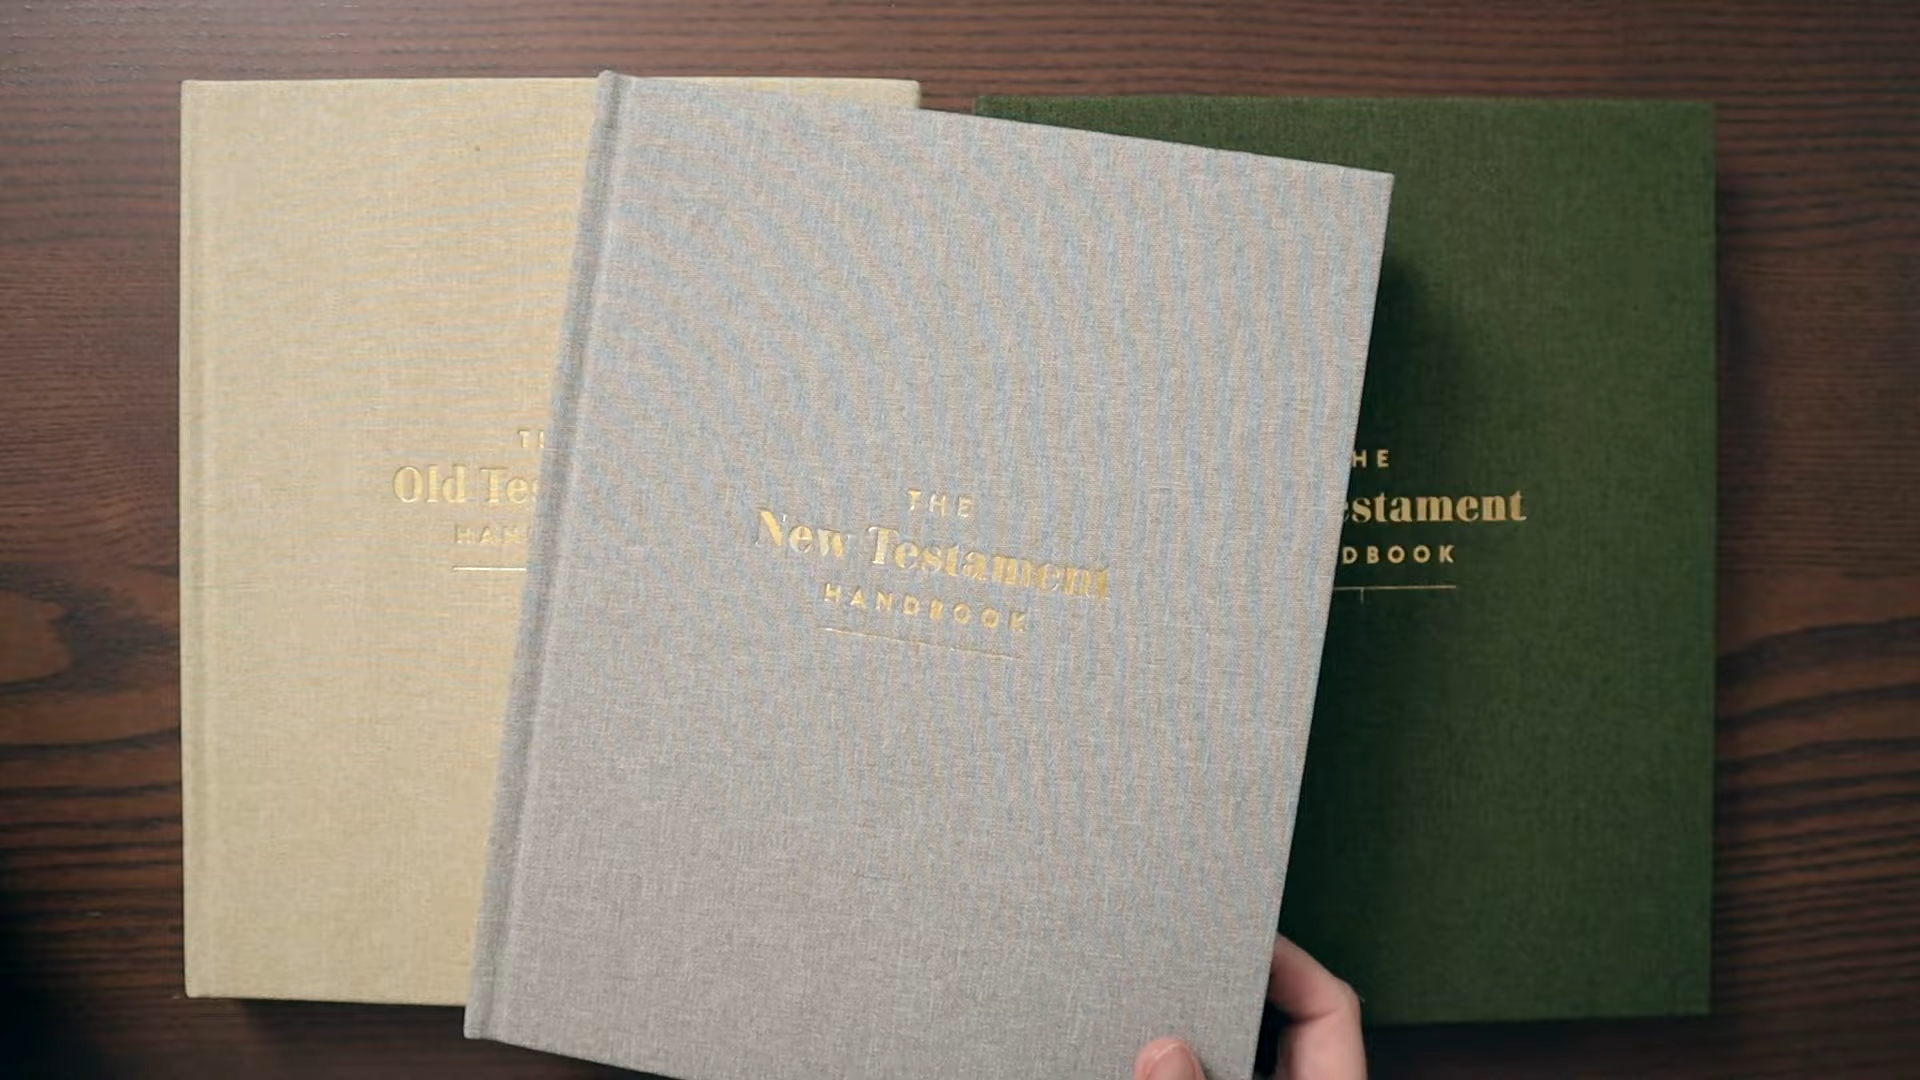 THE
Old Tes
HAN
THE
New Testament
HANDBOOK
HE
estament
DBOOK